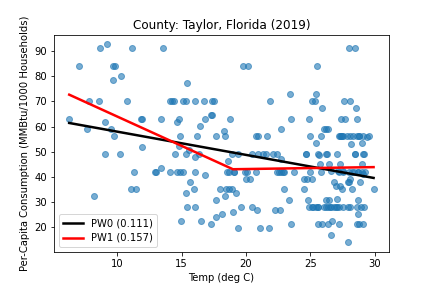 County: Taylor, Florida (2019)
Per-Capita Consumption (MMBtu/1000 Households)
90
80
70
60
50
40
30
20
PW0 (0.111)
PW1 (0.157)
10
15
20
25
30
Temp (deg C)